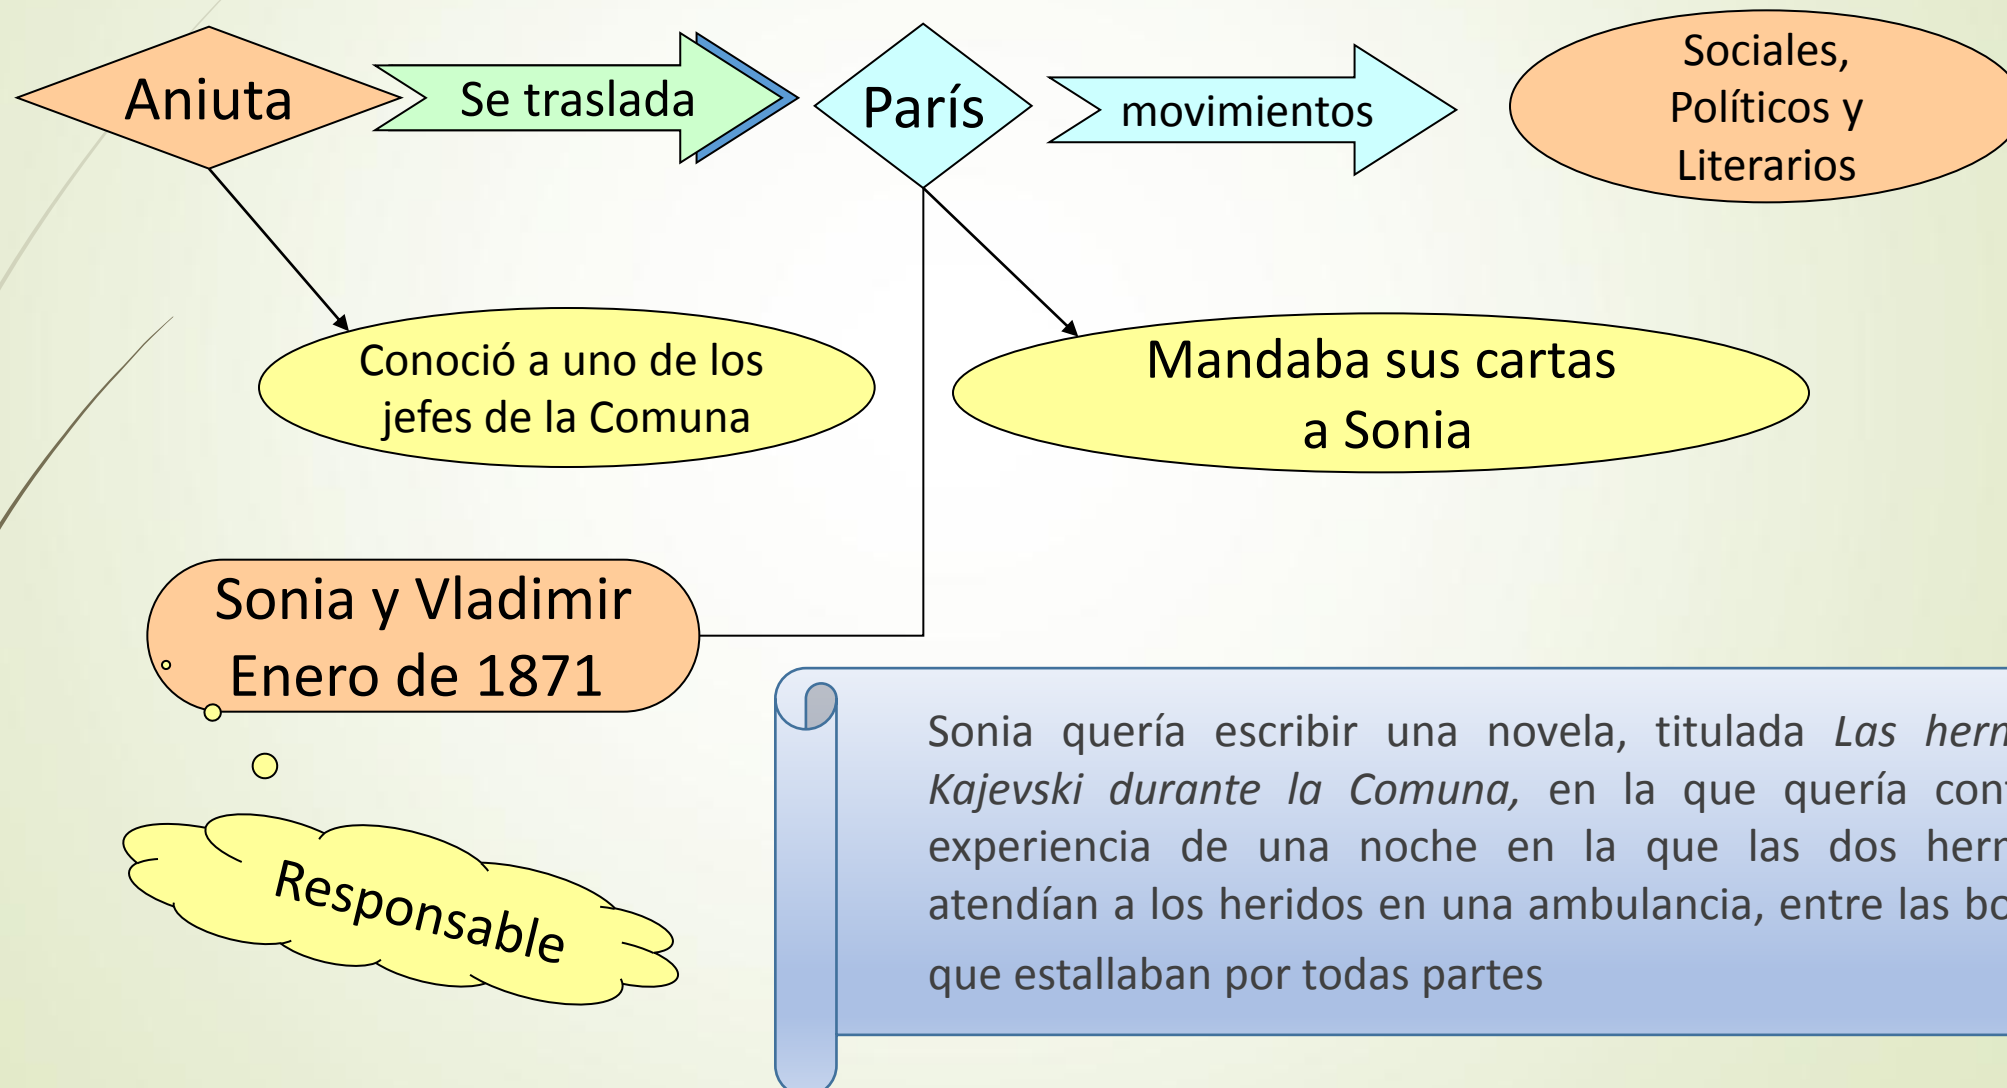 Aniuta
Se traslada
París
movimientos
Sociales,
Políticos y
Literarios
Conoció a uno de los
jefes de la Comuna
Mandaba sus cartas
a Sonia
Sonia y Vladimir
Enero de 1871
Responsable
Sonia quería escribir una novela, titulada Las
Kajevski durante la Comuna, en la que quería
experiencia de una noche en la que las dos
atendían a los heridos en una ambulancia, entre las
que estallaban por todas partes